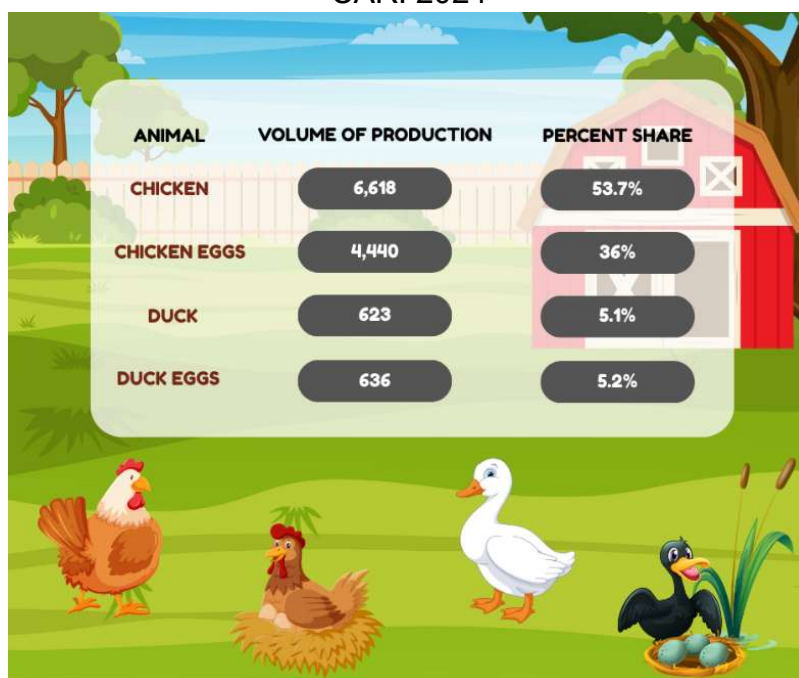 ANIMAL VOLUME OF PRODUCTION PERCENT SHARE
CHICKEN 6,618 53.7%
CHICKEN EGGS 4,440 36%
DUCK 623 5.1%
DUCK EGGS 636 5.2%